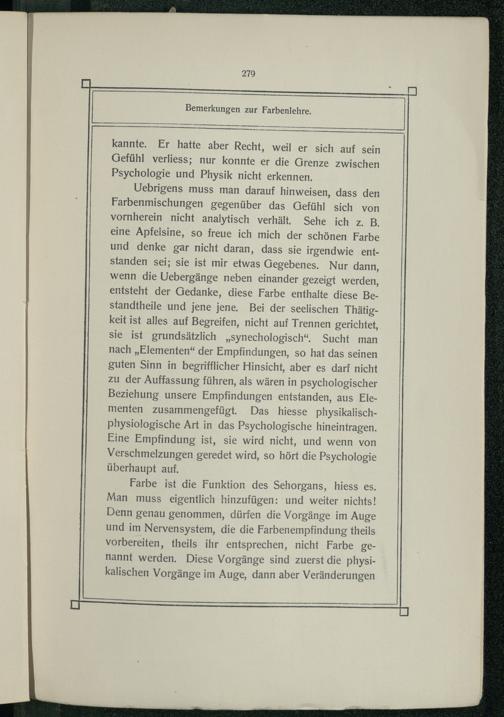 279
Bemerkungen zur Farbenlehre.
kannte. Er hatte aber Recht, weil er sich auf sein
Gefühl verliess; nur konnte er die Grenze zwischen
Psychologie und Physik nicht erkennen.
Uebrigens muss man darauf hinweisen, dass den
Farbenmischungen gegenüber das Gefühl sich von
vornherein nicht analytisch verhält. Sehe ich z. B.
eine Apfelsine, so freue ich mich der schönen Farbe
und denke gar nicht daran, dass sie irgendwie ent-
standen sei; sie ist mir etwas Gegebenes. Nur dann,
wenn die Uebergänge neben einander gezeigt werden,
entsteht der Gedanke, diese Farbe enthalte diese Be-
standtheile und jene jene. Bei der seelischen Thätig-
keit ist alles auf Begreifen, nicht auf Trennen gerichtet,
sie ist grundsätzlich „synechologisch“. Sucht man
nach „Elementen“ der Empfindungen, so hat das seinen
guten Sinn in begrifflicher Hinsicht, aber es darf nicht
zu der Auffassung führen, als wären in psychologischer
Beziehung unsere Empfindungen entstanden, aus Ele-
menten zusammengefügt. Das hiesse physikalisch-
physiologische Art in das Psychologische hineintragen.
Eine Empfindung ist, sie wird nicht, und wenn von
Verschmelzungen geredet wird, so hört die Psychologie
überhaupt auf.
Farbe ist die Funktion des Sehorgans, hiess es.
Man muss eigentlich hinzufügen: und weiter nichts!
Denn genau genommen, dürfen die Vorgänge im Auge
und im Nervensystem, die die Farbenempfindung theils
vorbereiten, theils ihr entsprechen, nicht Farbe ge-
nannt werden. Diese Vorgänge sind zuerst die physi-
kalischen Vorgänge im Auge, dann aber Veränderungen